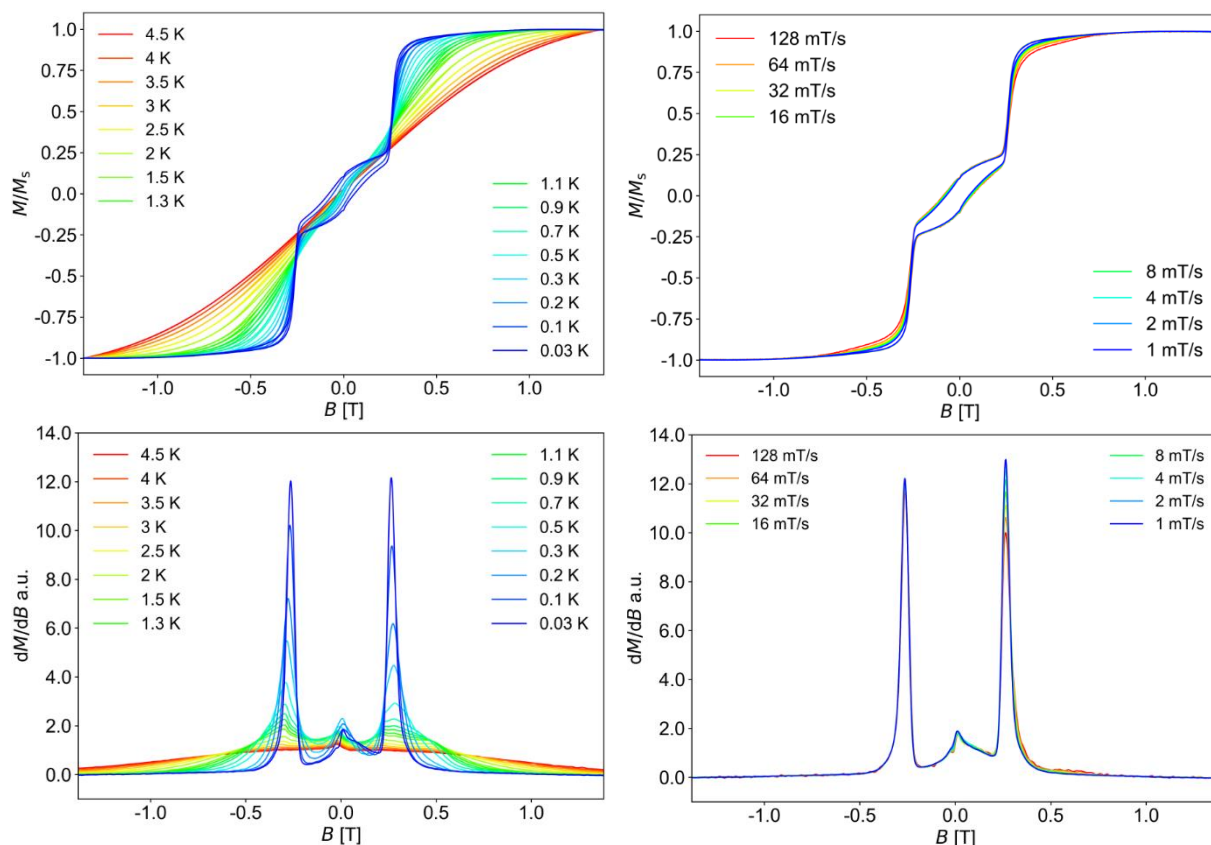 1.0
0.75
0.50
0.25
0.0
-0.25
-0.5
-0.75
-1.0
M/Ms
4.5 K
4 K
3.5 K
3 K
2.5 K
2 K
1.5 K
1.3 K
1.1 K
0.9 K
0.7 K
0.5 K
0.3 K
0.2 K
0.1 K
0.03 K
-1.0 -0.5 0.0 0.5 1.0
B [T]
1.0
0.75
0.50
0.25
0.0
-0.25
-0.5
-0.75
-1.0
M/Ms
128 mT/s
64 mT/s
32 mT/s
16 mT/s
8 mT/s
4 mT/s
2 mT/s
1 mT/s
-1.0 -0.5 0.0 0.5 1.0
B [T]
14.0
12.0
10.0
8.0
6.0
4.0
2.0
0.0
dM/dB a.u.
4.5 K
4 K
3.5 K
3 K
2.5 K
2 K
1.5 K
1.3 K
1.1 K
0.9 K
0.7 K
0.5 K
0.3 K
0.2 K
0.1 K
0.03 K
-1.0 -0.5 0.0 0.5 1.0
B [T]
14.0
12.0
10.0
8.0
6.0
4.0
2.0
0.0
dM/dB a.u.
128 mT/s
64 mT/s
32 mT/s
16 mT/s
8 mT/s
4 mT/s
2 mT/s
1 mT/s
-1.0 -0.5 0.0 0.5 1.0
B [T]